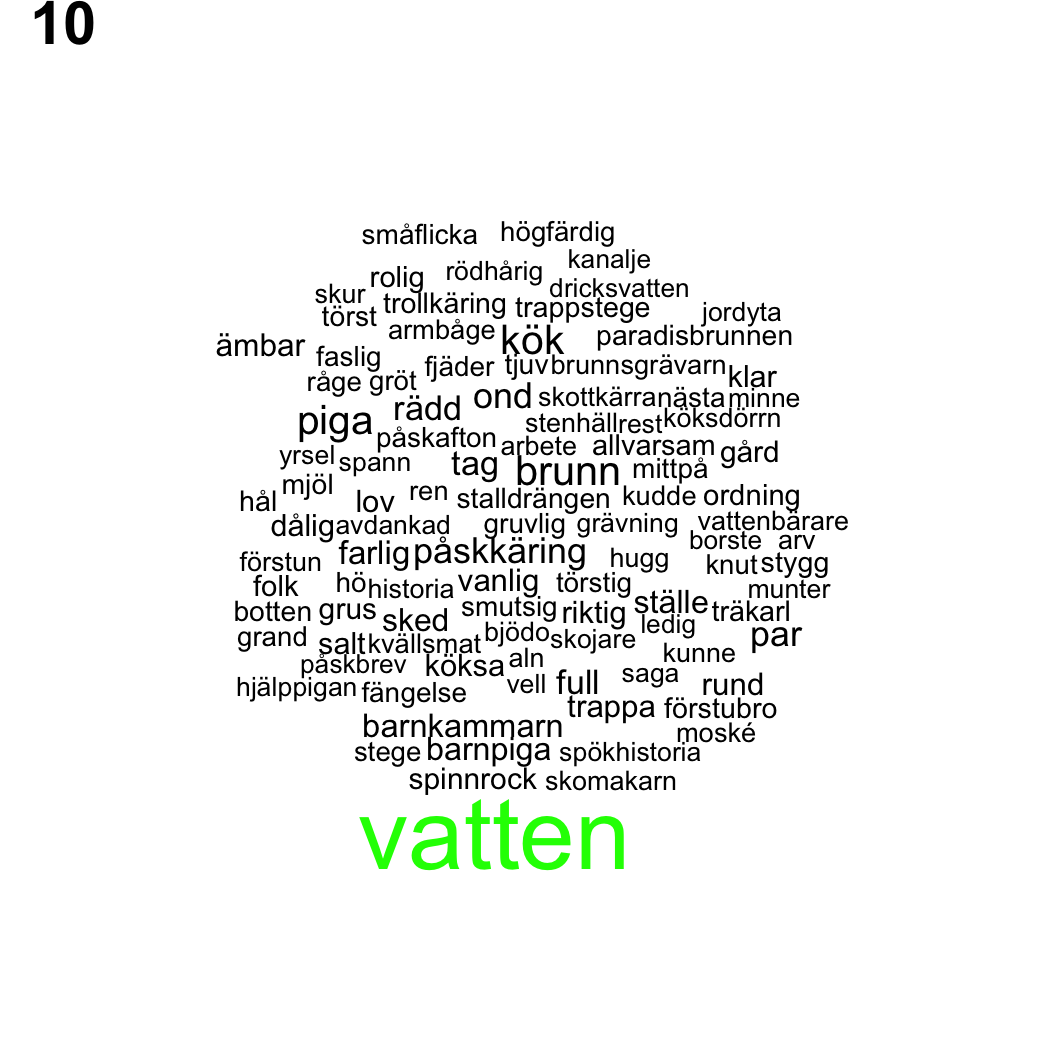 10
småflicka högfärdig
kanalje
rolig rödhårig
skur dricksvatten
törst trollkäring trappstege jordyta
ämbar armbåge kök paradisbrunnen
faslig fjäder tjuv brunnsgrävarn klar
råge gröt ond skottkärra nästa minne
piga rädd stenhäll rest köksdörrn
påskafton arbete allvarsam gård
yrsel spann tag brunn mittpå
hål mjöl lov ren stalldrängen kudde ordning
dålig avdankad gruvlig grävning vattenbärare
borste arv
förstun farlig påskkäring hugg knut stygg
folk hö historia vanlig törstig munter
botten grus sked smutsig riktig ställe träkarl
grand salt kvällsmat bjödo skojare ledig par
påskbrev köksa aln kunne
hjälppigan fängelse vell full saga rund
trappa förstubro
barnkammarn moské
stege barnpiga spökhistoria
spinnrock skomakarn
vatten